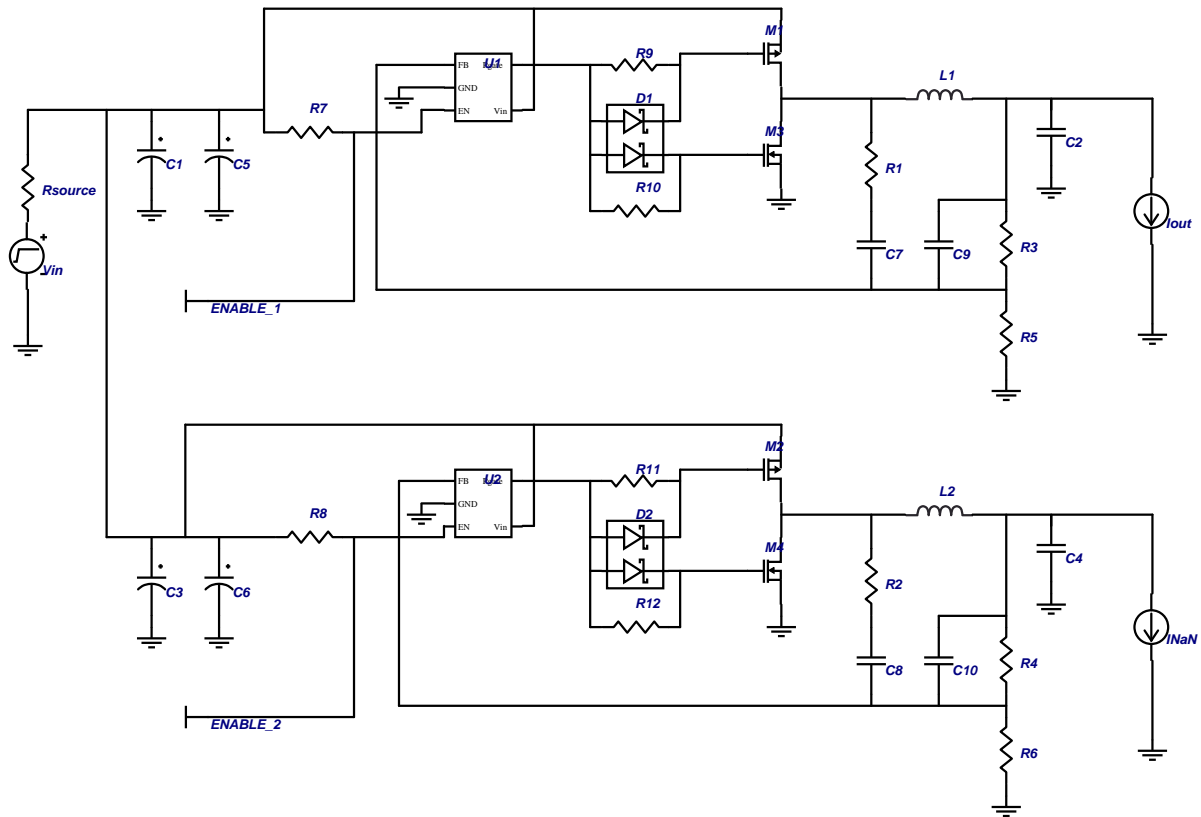 M1
U1
R9
FB
Pgate
L1
GND
R7
EN
Vin
D1
M3
C2
C1
C5
R1
Rsource
R10
Iout
+
C7
C9
R3
Vin
-
ENABLE_1
R5
M2
U2
R11
FB
Pgate
L2
GND
R8
EN
Vin
D2
M4
C4
C3
C6
R2
R12
INaN
C8
C10
R4
ENABLE_2
R6